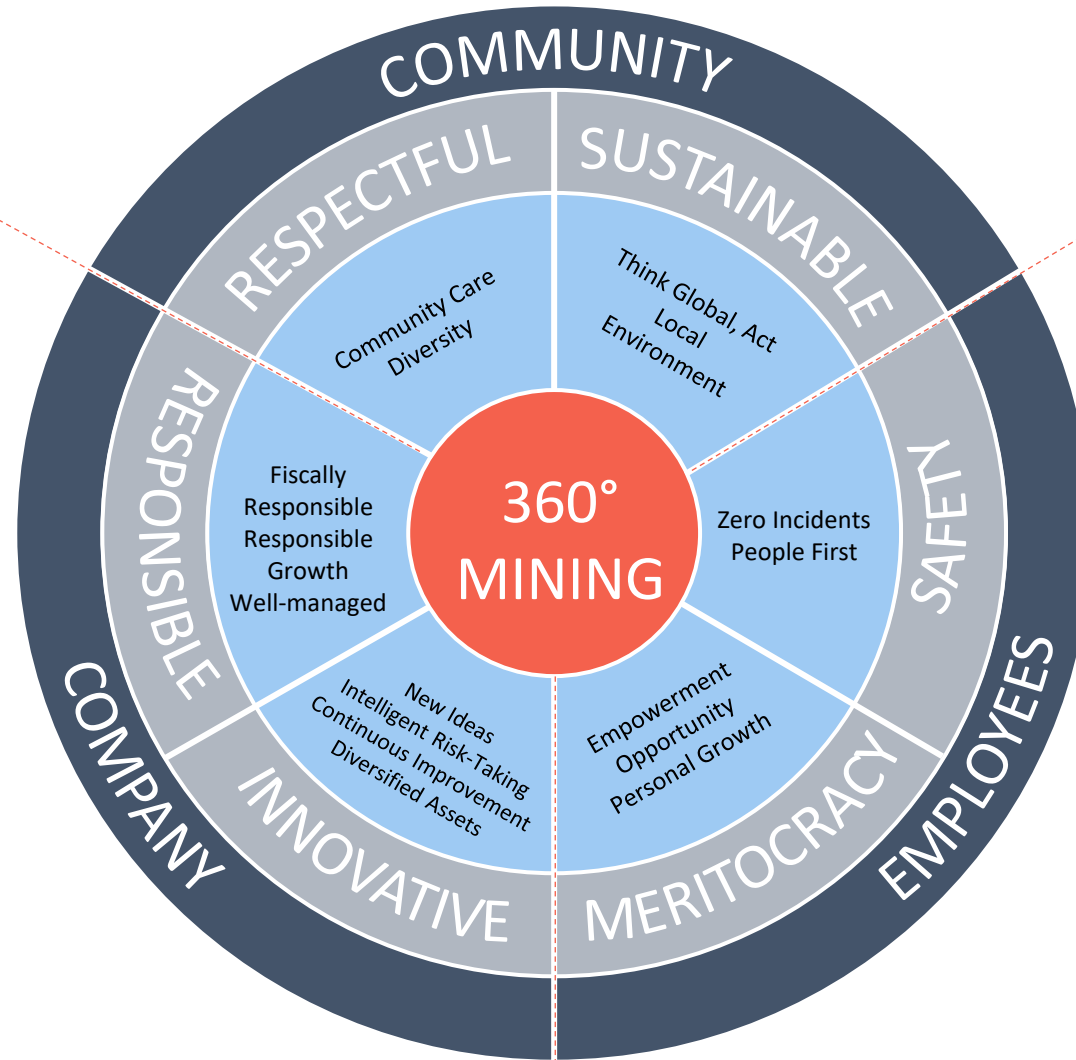 COMMUNITY
RESPECTFUL
SUSTAINABLE
Community Care
Diversity
Think Global, Act
Local
Environment
RESPONSIBLE
Fiscally
Responsible
Responsible
Growth
Well-managed
360°
MINING
Zero Incidents
People First
SAFETY
COMPANY
INNOVATIVE
New Ideas
Intelligent Risk-Taking
Continuous Improvement
Diversified Assets
Empowerment
Opportunity
Personal Growth
MERITOCRACY
EMPLOYEES